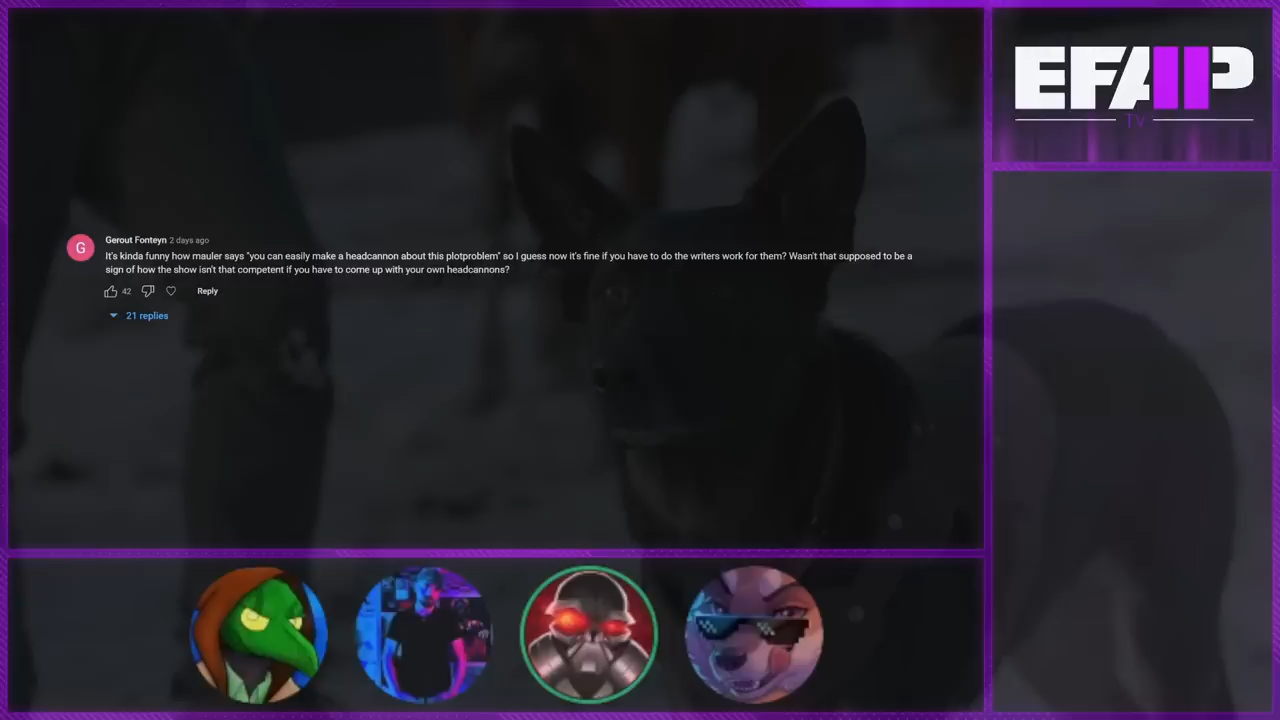 EFAP
TV
G
Gerout Fonteyn 2 days ago
It's kinda funny how mauler says "you can easily make a headcannon about this plotproblem" so I guess now it's fine if you have to do the writers work for them? Wasn't that supposed to be a
sign of how the show isn't that competent if you have to come up with your own headcannons?
42 Reply
21 replies